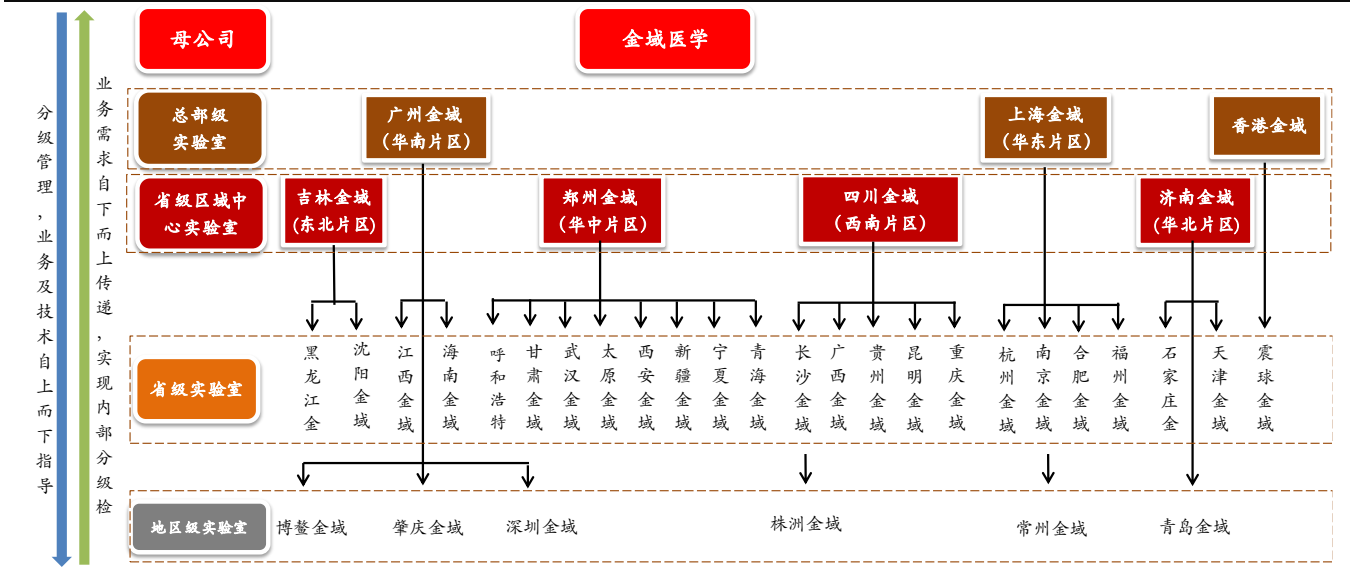 母公司
金域医学
分级管理，业务及技术自上而下指导
业务需求自下而上传递，实现内部分级检
总部级
实验室
广州金域
（华南片区）
上海金域
（华东片区）
香港金域
省级区域中
心实验室
吉林金域
(东北片区)
郑州金域
（华中片区）
四川金域
（西南片区）
济南金域
(华北片区)
省级实验室
黑龙江金
沈阳金域
江西金域
海南金域
呼和浩特
甘肃金域
武汉金域
太原金域
西安金域
新疆金域
宁夏金域
青海金域
长沙金域
广西金域
贵州金域
昆明金域
重庆金域
杭州金域
南京金域
合肥金域
福州金域
石家庄金
天津金域
震球金域
地区级实验室
博鳌金域
肇庆金域
深圳金域
株洲金域
常州金域
青岛金域